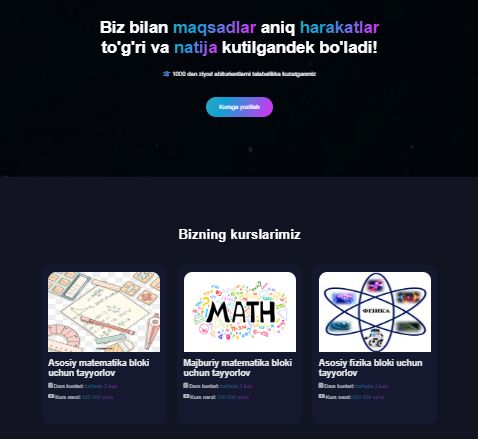 Biz bilan maqsadlar aniq harakatlar
to'g'ri va natija kutilgandek bo'ladi!
1000 dan ziyod abiturientlarni talabalikka kuzatganmiz
Kursga yozilish
Bizning kurslarimiz
MATH
ФІЗИКА
Asosiy matematika bloki
uchun tayyorlov
Dars kunlari: haftada 3 kun
Kurs narxi: 300 000 so'm
Majburiy matematika bloki
uchun tayyorlov
Dars kunlari: haftada 3 kun
Kurs narxi: 300 000 so'm
Asosiy fizika bloki uchun
tayyorlov
Dars kunlari: haftada 3 kun
Kurs narxi: 300 000 so'm